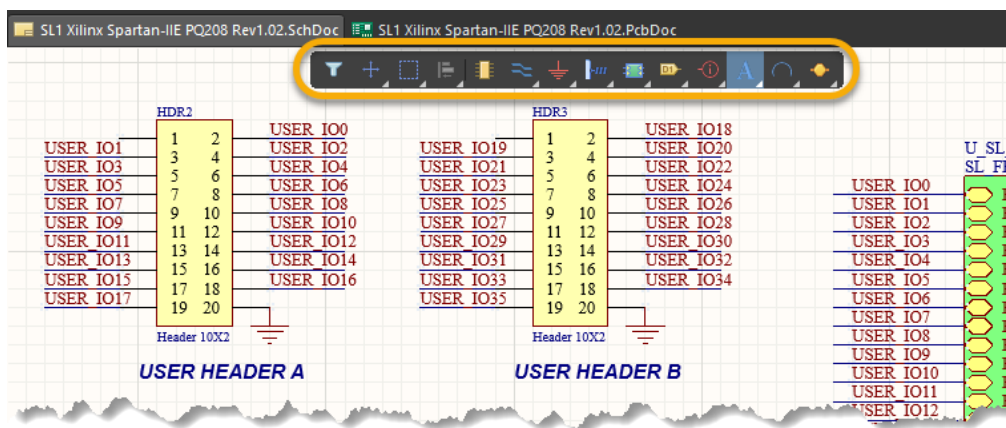 SL1 Xilinx Spartan-IIE PQ208 Rev1.02.SchDoc SL1 Xilinx Spartan-IIE PQ208 Rev1.02.PcbDoc
D1
A
HDR2
USER_IO0
1 2
USER_IO1 USER_IO2
3 4
USER_IO3 USER_IO4
5 6
USER_IO5 USER_IO6
7 8
USER_IO7 USER_IO8
9 10
USER_IO9 USER_IO10
11 12
USER_IO11 USER_IO12
13 14
USER_IO13 USER_IO14
15 16
USER_IO15 USER_IO16
17 18
USER_IO17
19 20
Header 10X2
USER HEADER A
HDR3
USER_IO18
1 2
USER_IO19 USER_IO20
3 4
USER_IO21 USER_IO22
5 6
USER_IO23 USER_IO24
7 8
USER_IO25 USER_IO26
9 10
USER_IO27 USER_IO28
11 12
USER_IO29 USER_IO30
13 14
USER_IO31 USER_IO32
15 16
USER_IO33 USER_IO34
17 18
USER_IO35
19 20
Header 10X2
USER HEADER B
U_SL
SL_F
USER_IO0
USER_IO1
USER_IO2
USER_IO3
USER_IO4
USER_IO5
USER_IO6
USER_IO7
USER_IO8
USER_IO9
USER_IO10
USER_IO11
USER_IO12